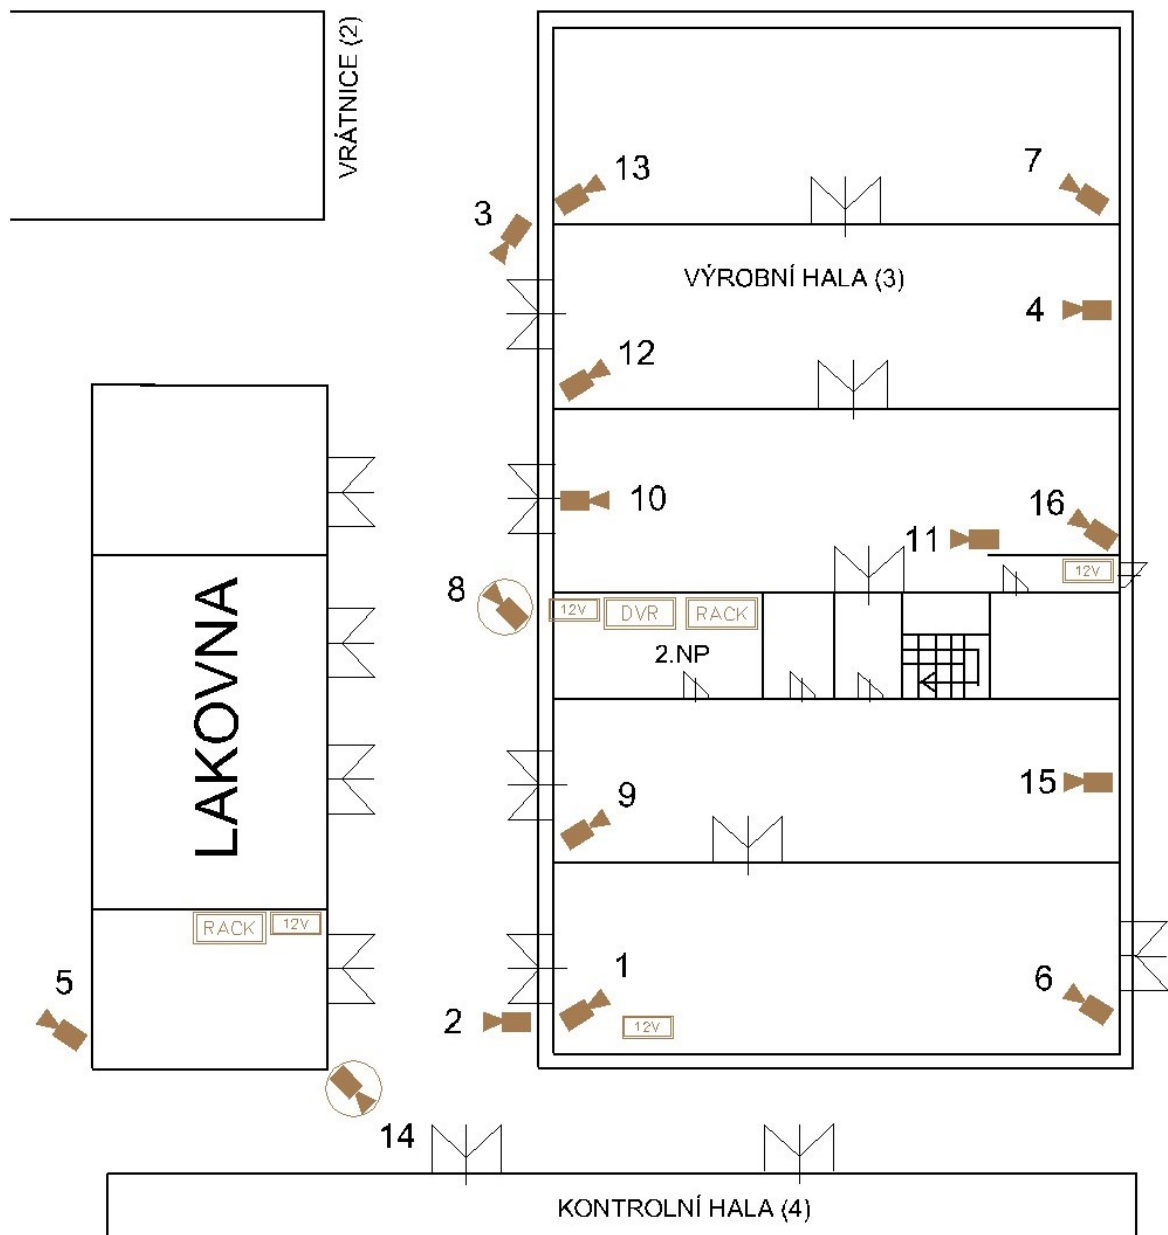 VRÁTNICE (2)
13
7
3
VÝROBNÍ HALA (3)
4
12
10
16
11
12V
8
12V
DVR
RACK
2.NP
LAKOVNA
15
9
RACK
12V
5
1
6
2
12V
14
KONTROLNÍ HALA (4)